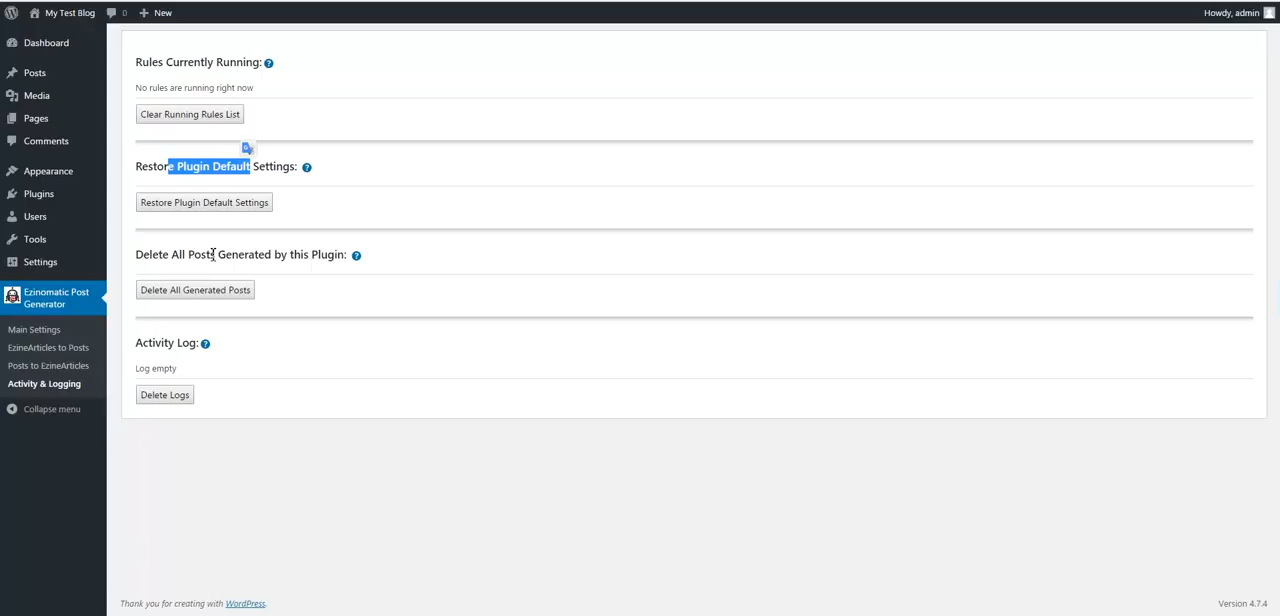 My Test Blog 0 New Howdy, admin
Dashboard
Posts
Media
Pages
Comments
Appearance
Plugins
Users
Tools
Settings
Ezinomatic Post
Generator
Main Settings
EzineArticles to Posts
Posts to EzineArticles
Activity & Logging
Collapse menu
Rules Currently Running: ?
No rules are running right now
Clear Running Rules List
Restore Plugin Default Settings: ?
Restore Plugin Default Settings
Delete All Posts Generated by this Plugin: ?
Delete All Generated Posts
Activity Log: ?
Log empty
Delete Logs
Thank you for creating with WordPress. Version 4.7.4